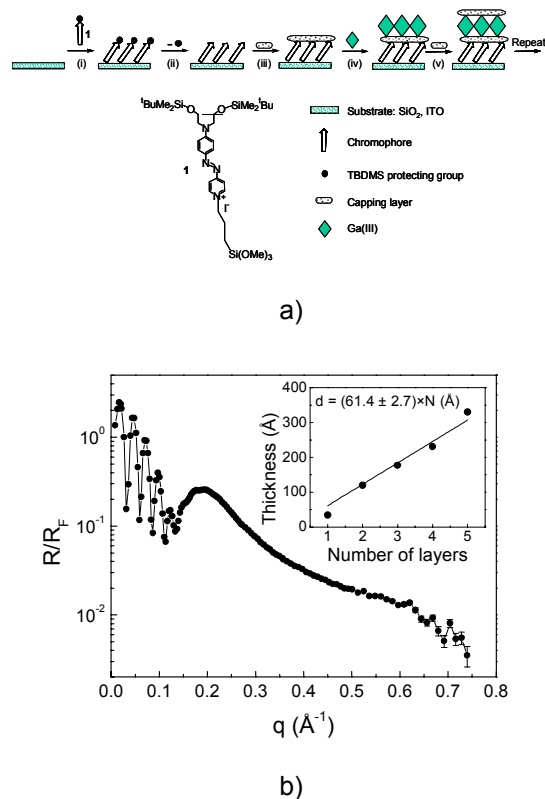 1
(i)
(ii)
(iii)
(iv)
(v)
Repeat
ᵗBuMe₂Si
SiMe₂ᵗBu
O O
N
N
N
1
N+
I⁻
Si(OMe)₃
Substrate: SiO₂, ITO
Chromophore
TBDMS protecting group
Capping layer
Ga(III)
a)
R/R_F
10⁰
10⁻¹
10⁻²
0.0 0.1 0.2 0.3 0.4 0.5 0.6 0.7 0.8
q (Å⁻¹)
d = (61.4 ± 2.7)×N (Å)
Thickness (Å)
400
300
200
100
0
1 2 3 4 5
Number of layers
b)